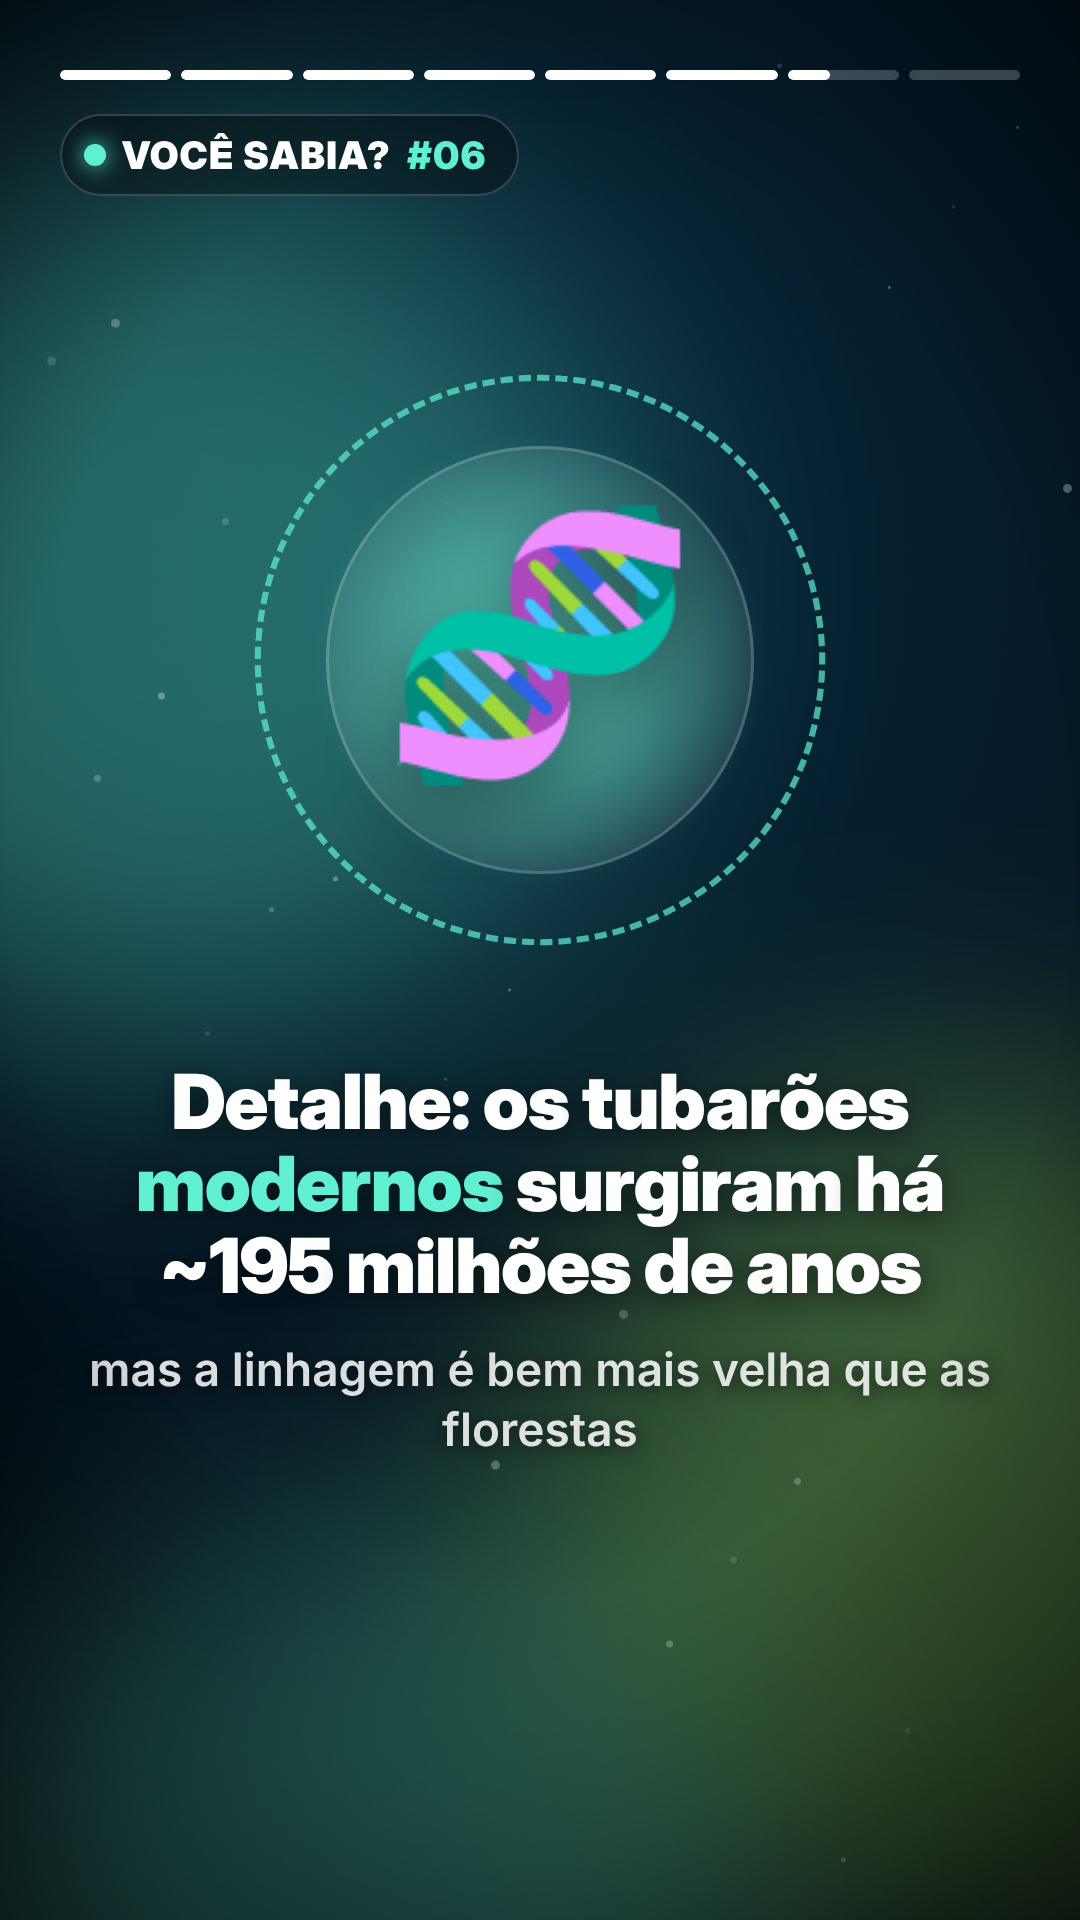 VOCÊ SABIA? #06
Detalhe: os tubarões
modernos surgiram há
~195 milhões de anos
mas a linhagem é bem mais velha que as
florestas